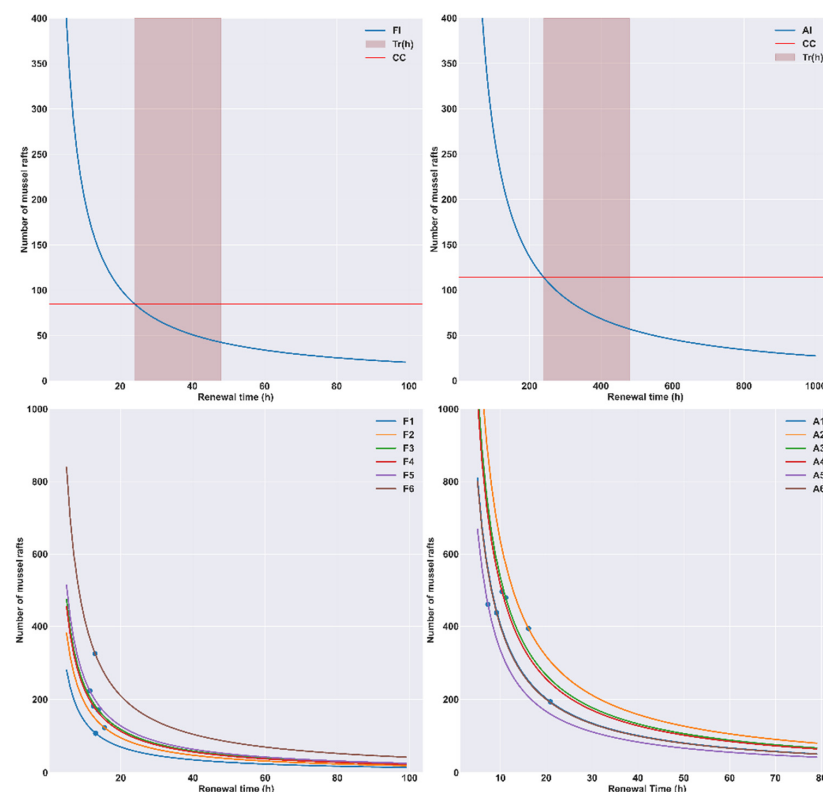 400
350
300
250
200
150
100
50
0
Number of mussel rafts
20
40
60
80
100
Renewal time (h)
FI
Tr(h)
CC
400
350
300
250
200
150
100
50
0
Number of mussel rafts
200
400
600
800
1000
Renewal time (h)
AI
CC
Tr(h)
1000
800
600
400
200
0
Number of mussel rafts
20
40
60
80
100
Renewal time (h)
F1
F2
F3
F4
F5
F6
1000
800
600
400
200
0
Number of mussel rafts
10
20
30
40
50
60
70
80
Renewal Time (h)
A1
A2
A3
A4
A5
A6